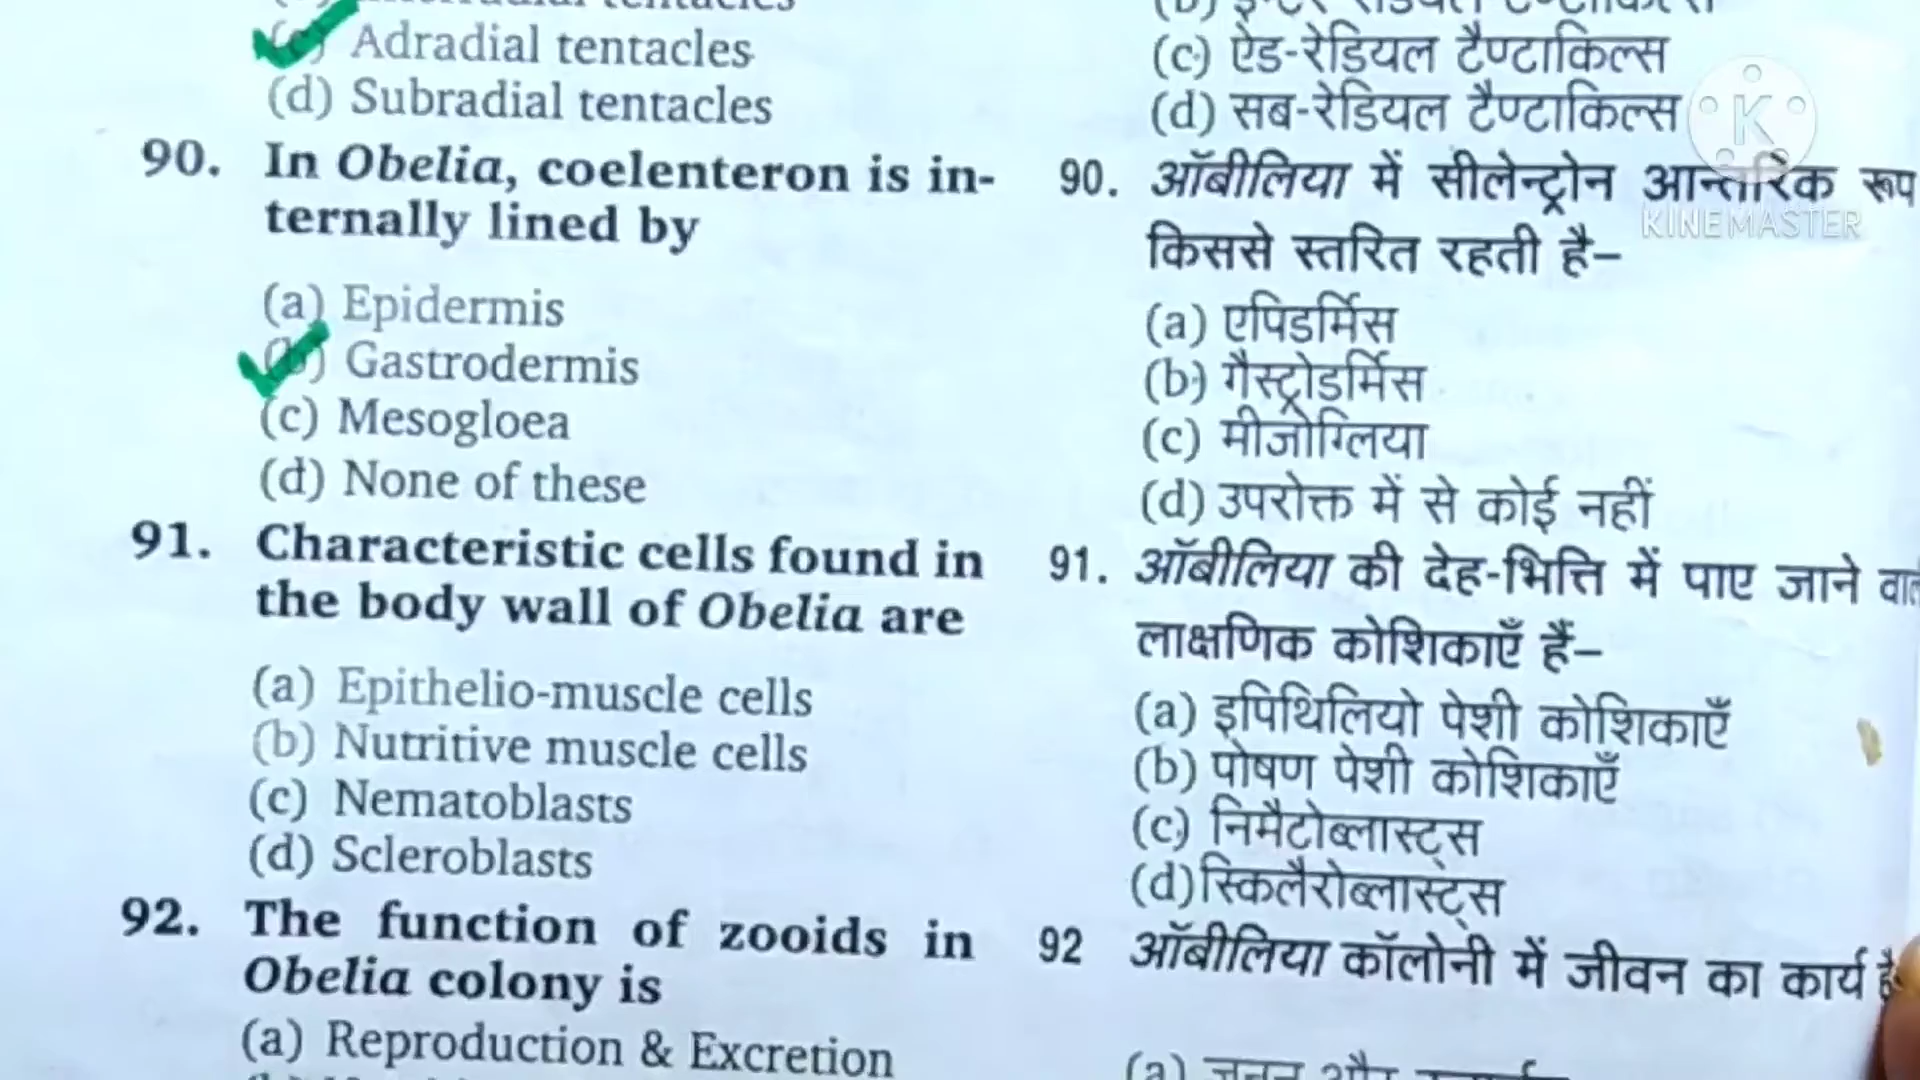 Adradial tentacles
(d) Subradial tentacles
90. In Obelia, coelenteron is in-
ternally lined by
(a) Epidermis
(b) Gastrodermis
(c) Mesogloea
(d) None of these
91. Characteristic cells found in
the body wall of Obelia are
(a) Epithelio-muscle cells
(b) Nutritive muscle cells
(c) Nematoblasts
(d) Scleroblasts
92. The function of zooids in
Obelia colony is
(a) Reproduction & Excretion
(c) ऐड-रेडियल टैण्टाकिल्स
(d) सब-रेडियल टैण्टाकिल्स
90. ऑबीलिया में सीलेन्ट्रोन आन्तरिक रूप
किससे स्तरित रहती है–
(a) एपिडर्मिस
(b) गैस्ट्रोडर्मिस
(c) मीजोग्लिया
(d) उपरोक्त में से कोई नहीं
91. ऑबीलिया की देह-भित्ति में पाए जाने
लाक्षणिक कोशिकाएँ हैं–
(a) इपिथिलियो पेशी कोशिकाएँ
(b) पोषण पेशी कोशिकाएँ
(c) निमैटोब्लास्ट्स
(d) स्किलैरोब्लास्ट्स
92 ऑबीलिया कॉलोनी में जीवन का कार्य है
(a)
K
KINEMASTER